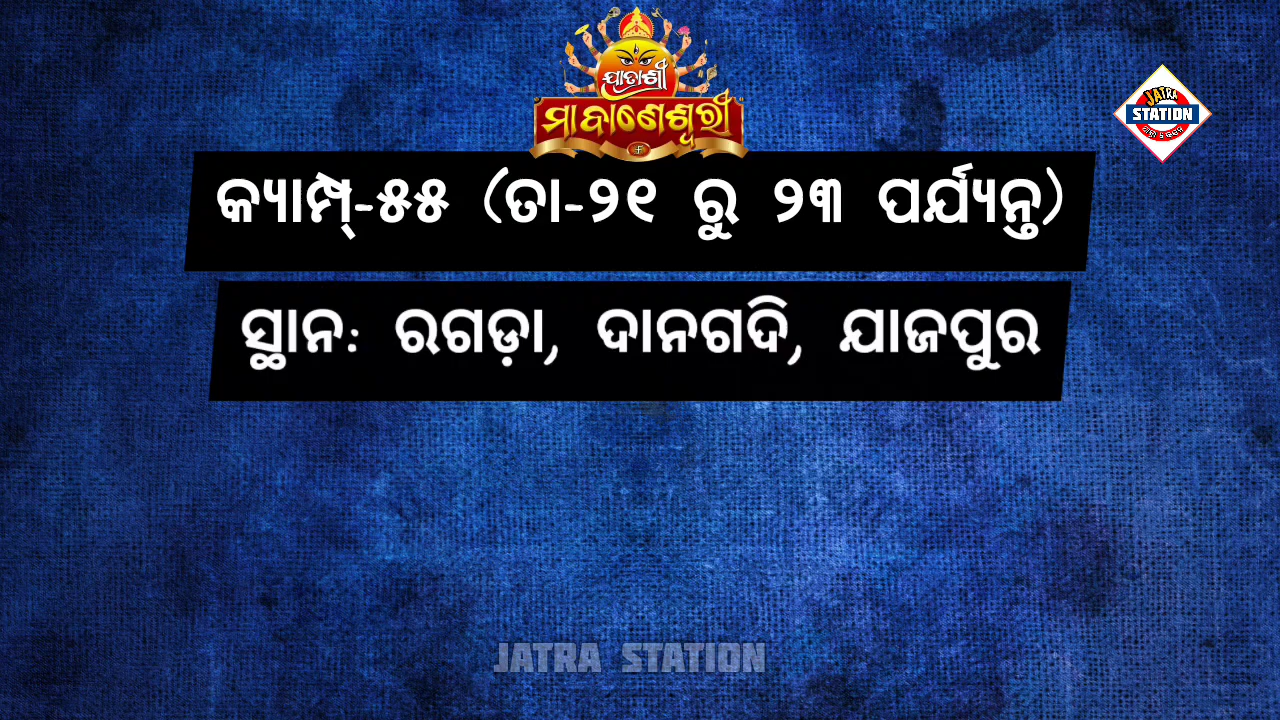 ଯାତ୍ରାଶ୍ରୀ
ମା ବାଣେଶ୍ୱରୀ
JATRA
STATION
କ୍ୟାମ୍ପ୍-୫୫ (ତା-୨୧ ରୁ ୨୩ ପର୍ଯ୍ୟନ୍ତ)
ସ୍ଥାନ: ରଗଡ଼ା, ଦାନଗଦି, ଯାଜପୁର
JATRA STATION